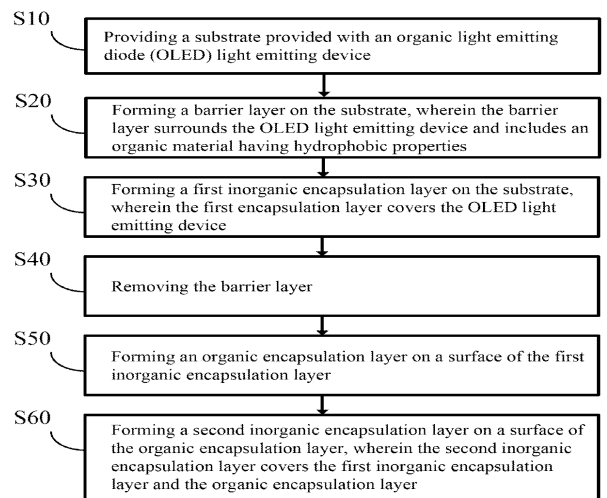 S10
Providing a substrate provided with an organic light emitting
diode (OLED) light emitting device
S20
Forming a barrier layer on the substrate, wherein the barrier
layer surrounds the OLED light emitting device and includes an
organic material having hydrophobic properties
S30
Forming a first inorganic encapsulation layer on the substrate,
wherein the first encapsulation layer covers the OLED light
emitting device
S40
Removing the barrier layer
S50
Forming an organic encapsulation layer on a surface of the first
inorganic encapsulation layer
S60
Forming a second inorganic encapsulation layer on a surface of
the organic encapsulation layer, wherein the second inorganic
encapsulation layer covers the first inorganic encapsulation
layer and the organic encapsulation layer